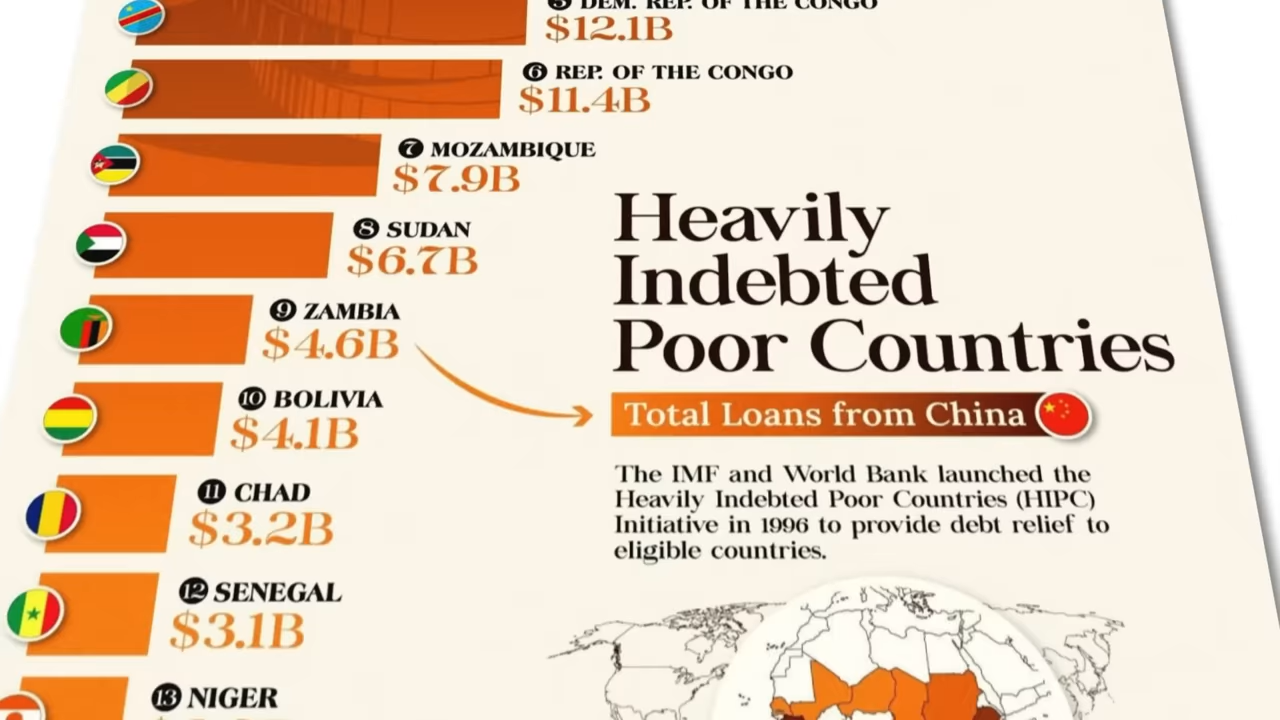 5 DEM. REP. OF THE CONGO
$12.1B
6 REP. OF THE CONGO
$11.4B
7 MOZAMBIQUE
$7.9B
8 SUDAN
$6.7B
9 ZAMBIA
$4.6B
10 BOLIVIA
$4.1B
11 CHAD
$3.2B
12 SENEGAL
$3.1B
13 NIGER
Heavily
Indebted
Poor Countries
Total Loans from China
The IMF and World Bank launched the
Heavily Indebted Poor Countries (HIPC)
Initiative in 1996 to provide debt relief to
eligible countries.